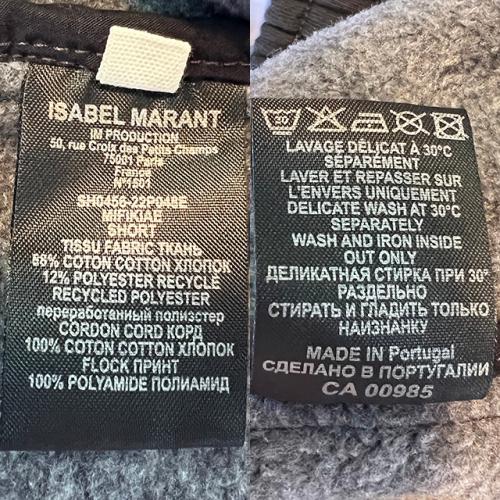 ISABEL MARANT
IM PRODUCTION
50, rue Croix des Petits Champs
75001 Paris
France
N°1501
SH0456-22P048E
MIFIKIAE
SHORT
TISSU FABRIC ТКАНЬ
88% COTON COTTON ХЛОПОК
12% POLYESTER RECYCLE
RECYCLED POLYESTER
переработанный полиэстер
CORDON CORD КОРД
100% COTON COTTON ХЛОПОК
FLOCK ПРИНТ
100% POLYAMIDE ПОЛИАМИД
30
LAVAGE DÉLICAT À 30°C
SÉPARÉMENT
LAVER ET REPASSER SUR
L'ENVERS UNIQUEMENT
DELICATE WASH AT 30°C
SEPARATELY
WASH AND IRON INSIDE
OUT ONLY
ДЕЛИКАТНАЯ СТИРКА ПРИ 30°
РАЗДЕЛЬНО
СТИРАТЬ И ГЛАДИТЬ ТОЛЬКО
НАИЗНАНКУ
MADE IN Portugal
СДЕЛАНО В ПОРТУГАЛИИ
CA 00985